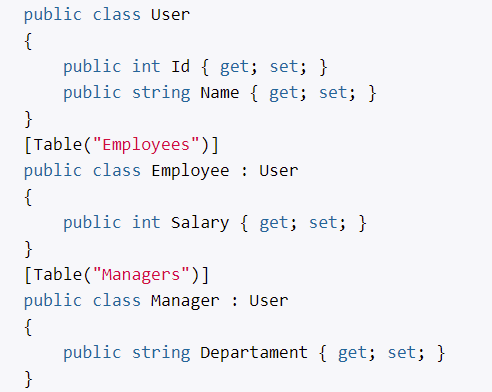 public class User
{
    public int Id { get; set; }
    public string Name { get; set; }
}
[Table("Employees")]
public class Employee : User
{
    public int Salary { get; set; }
}
[Table("Managers")]
public class Manager : User
{
    public string Departament { get; set; }
}